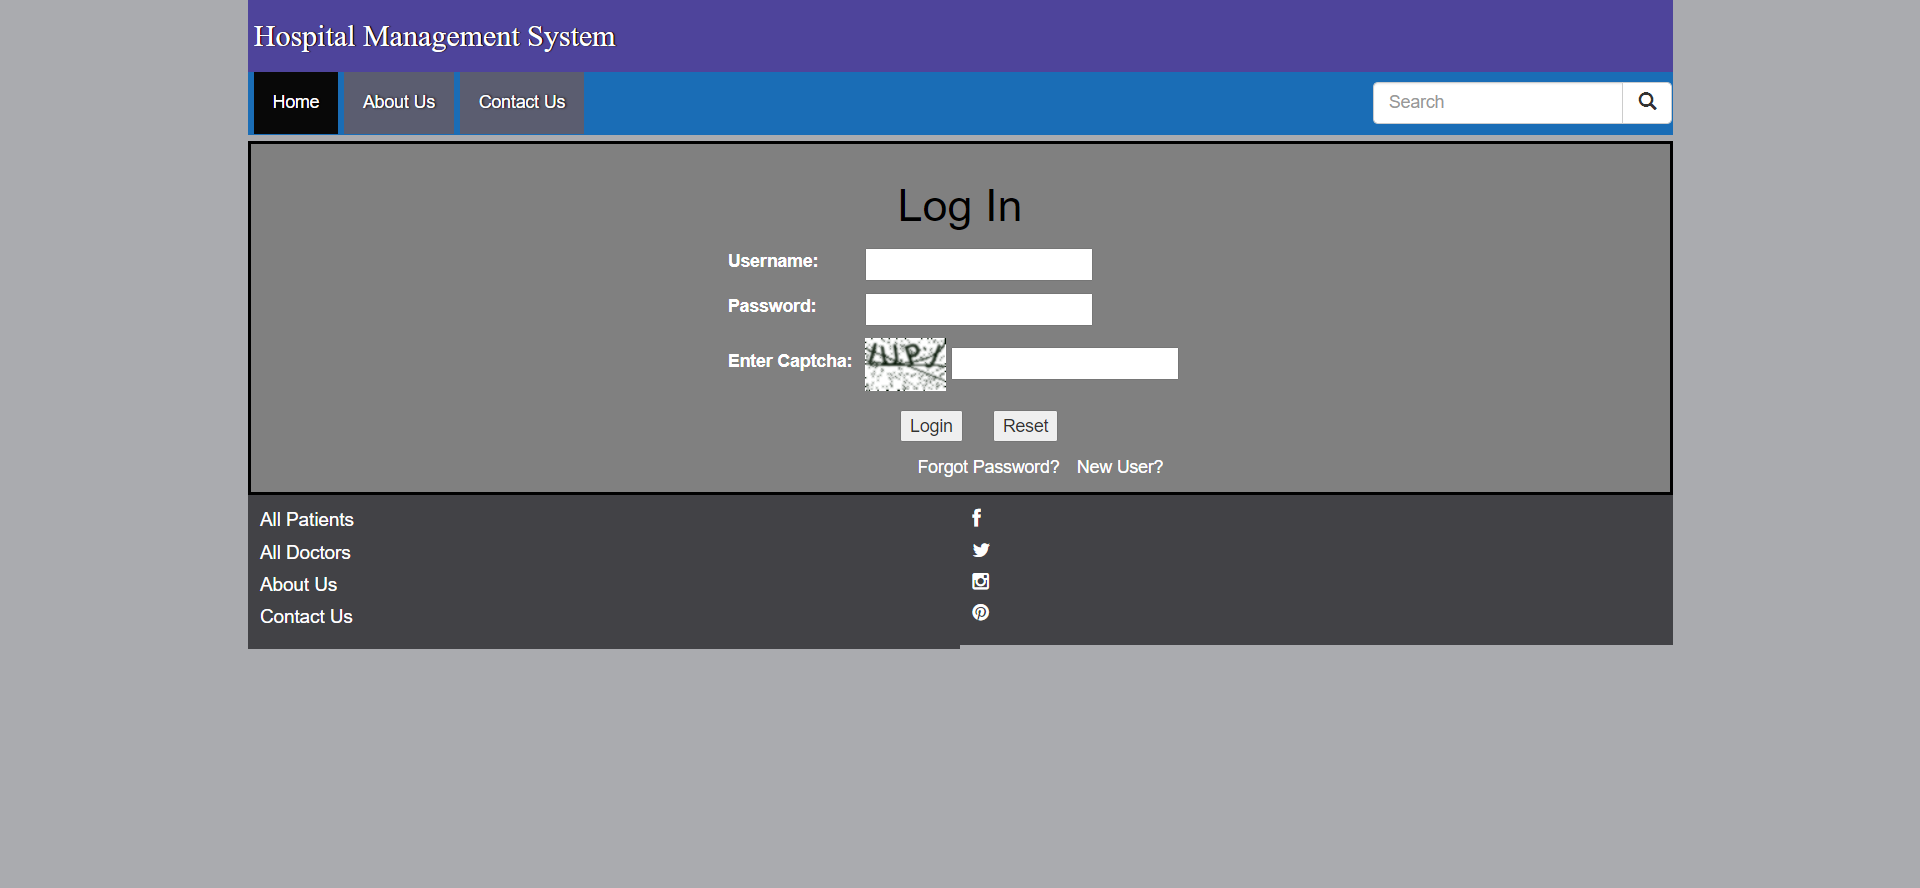 Hospital Management System
Home About Us Contact Us Search
Log In
Username:
Password:
Enter Captcha:
Login Reset
Forgot Password? New User?
All Patients
All Doctors
About Us
Contact Us